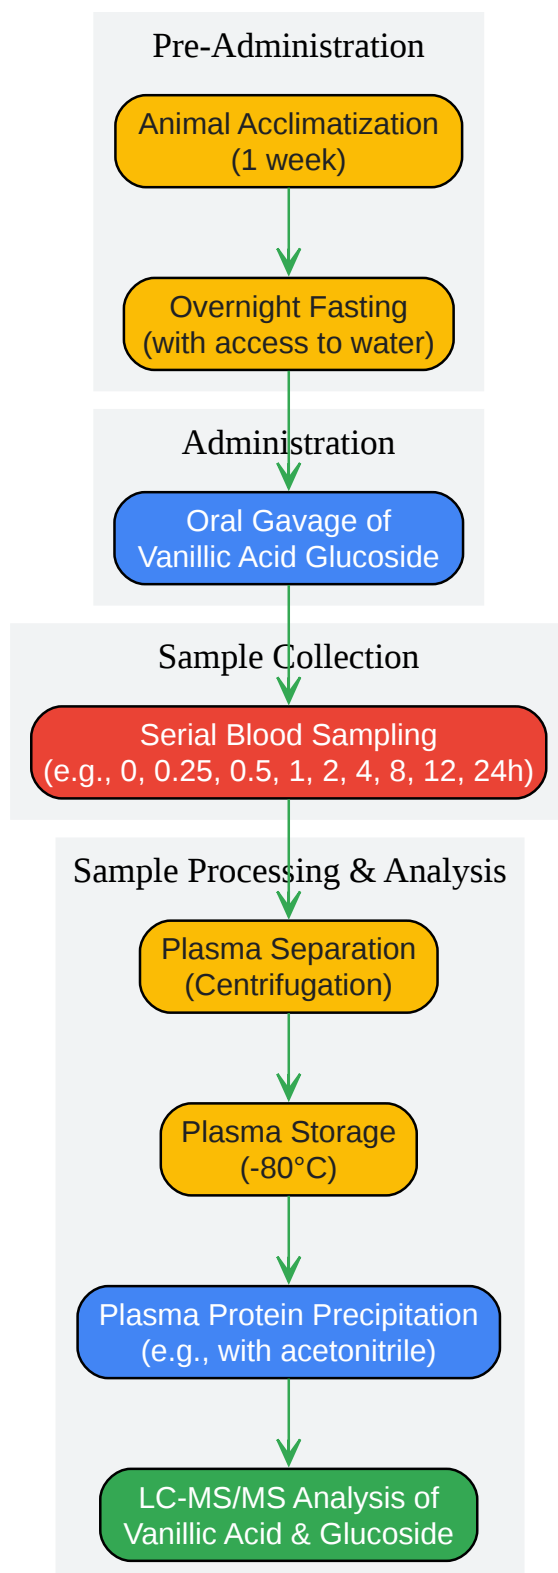 Pre-Administration
Animal Acclimatization
(1 week)
Overnight Fasting
(with access to water)
Administration
Oral Gavage of
Vanillic Acid Glucoside
Sample Collection
Serial Blood Sampling
(e.g., 0, 0.25, 0.5, 1, 2, 4, 8, 12, 24h)
Sample Processing & Analysis
Plasma Separation
(Centrifugation)
Plasma Storage
(-80°C)
Plasma Protein Precipitation
(e.g., with acetonitrile)
LC-MS/MS Analysis of
Vanillic Acid & Glucoside